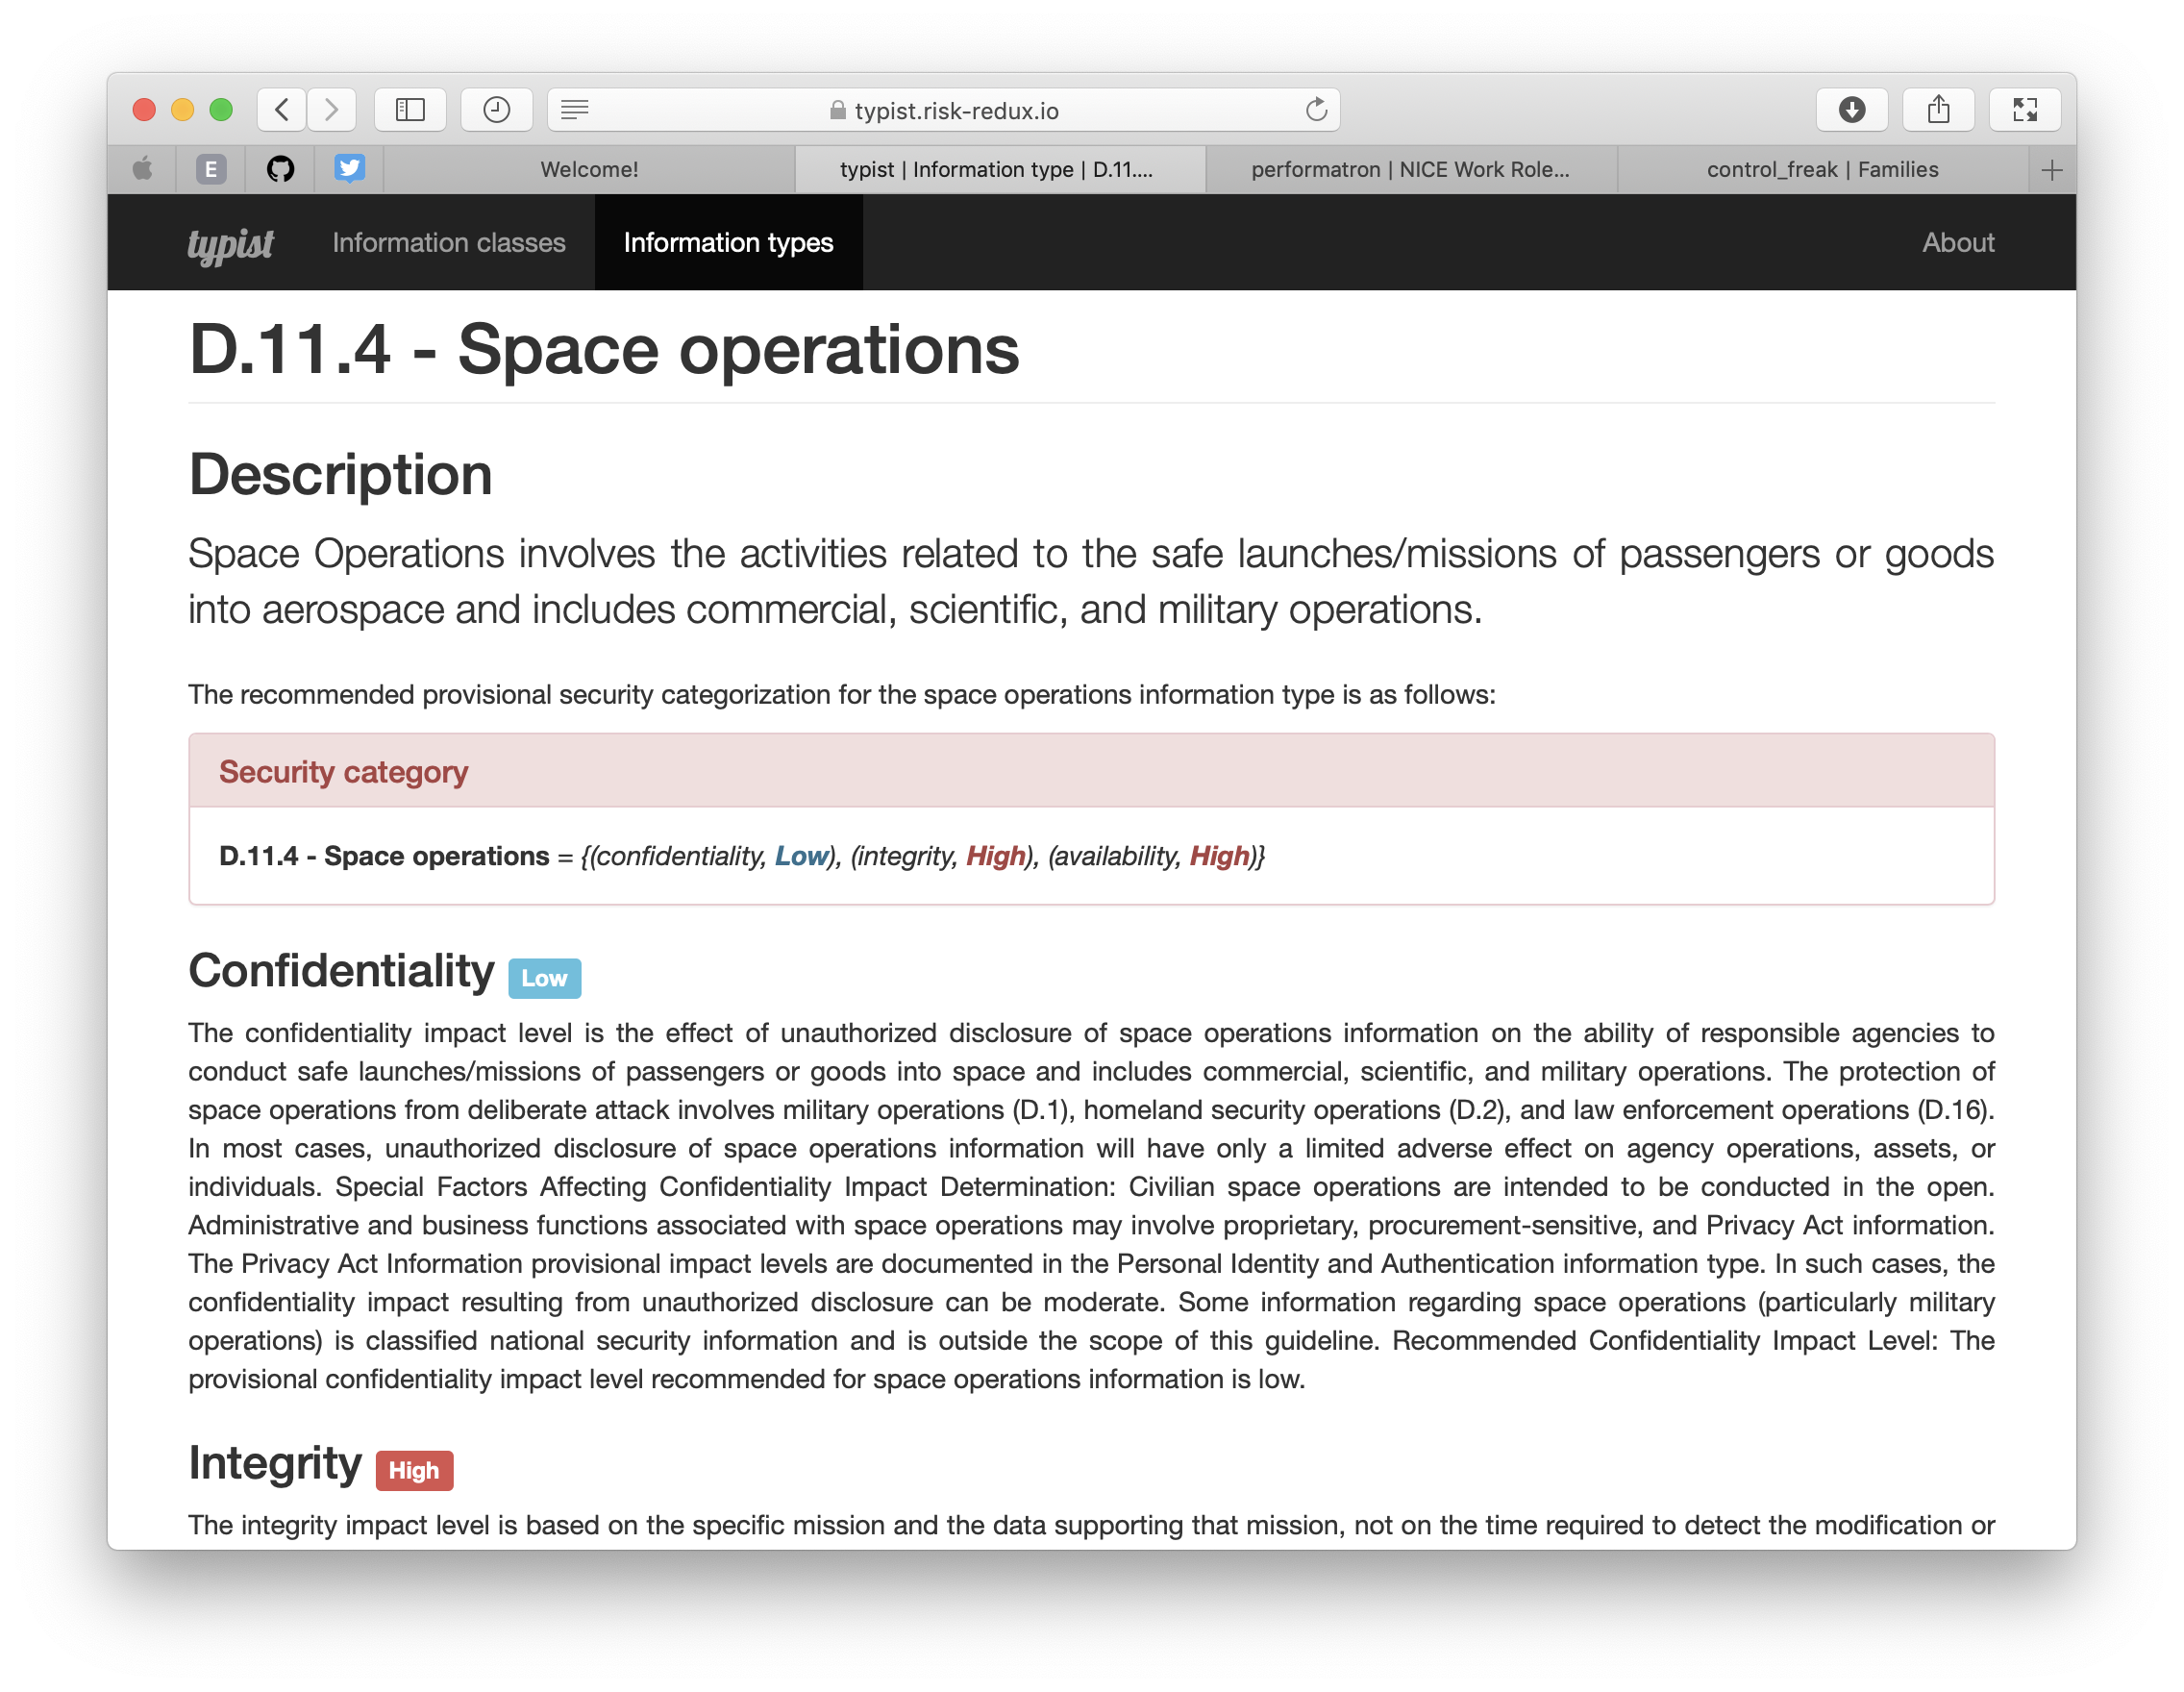 typist.risk-redux.io
E
Welcome!
typist | Information type | D.11....
performatron | NICE Work Role...
control_freak | Families
typist
Information classes
Information types
About
D.11.4 - Space operations
Description
Space Operations involves the activities related to the safe launches/missions of passengers or goods
into aerospace and includes commercial, scientific, and military operations.
The recommended provisional security categorization for the space operations information type is as follows:
Security category
D.11.4 - Space operations = {(confidentiality, Low), (integrity, High), (availability, High)}
Confidentiality Low
The confidentiality impact level is the effect of unauthorized disclosure of space operations information on the ability of responsible agencies to
conduct safe launches/missions of passengers or goods into space and includes commercial, scientific, and military operations. The protection of
space operations from deliberate attack involves military operations (D.1), homeland security operations (D.2), and law enforcement operations (D.16).
In most cases, unauthorized disclosure of space operations information will have only a limited adverse effect on agency operations, assets, or
individuals. Special Factors Affecting Confidentiality Impact Determination: Civilian space operations are intended to be conducted in the open.
Administrative and business functions associated with space operations may involve proprietary, procurement-sensitive, and Privacy Act information.
The Privacy Act Information provisional impact levels are documented in the Personal Identity and Authentication information type. In such cases, the
confidentiality impact resulting from unauthorized disclosure can be moderate. Some information regarding space operations (particularly military
operations) is classified national security information and is outside the scope of this guideline. Recommended Confidentiality Impact Level: The
provisional confidentiality impact level recommended for space operations information is low.
Integrity High
The integrity impact level is based on the specific mission and the data supporting that mission, not on the time required to detect the modification or